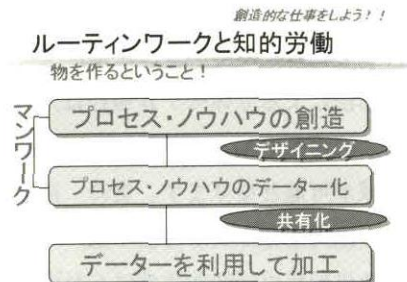 創造的な仕事をしよう？！
ルーティンワークと知的労働
物を作るということ！
マンワーク
プロセス・ノウハウの創造
デザイニング
プロセス・ノウハウのデーター化
共有化
データーを利用して加工